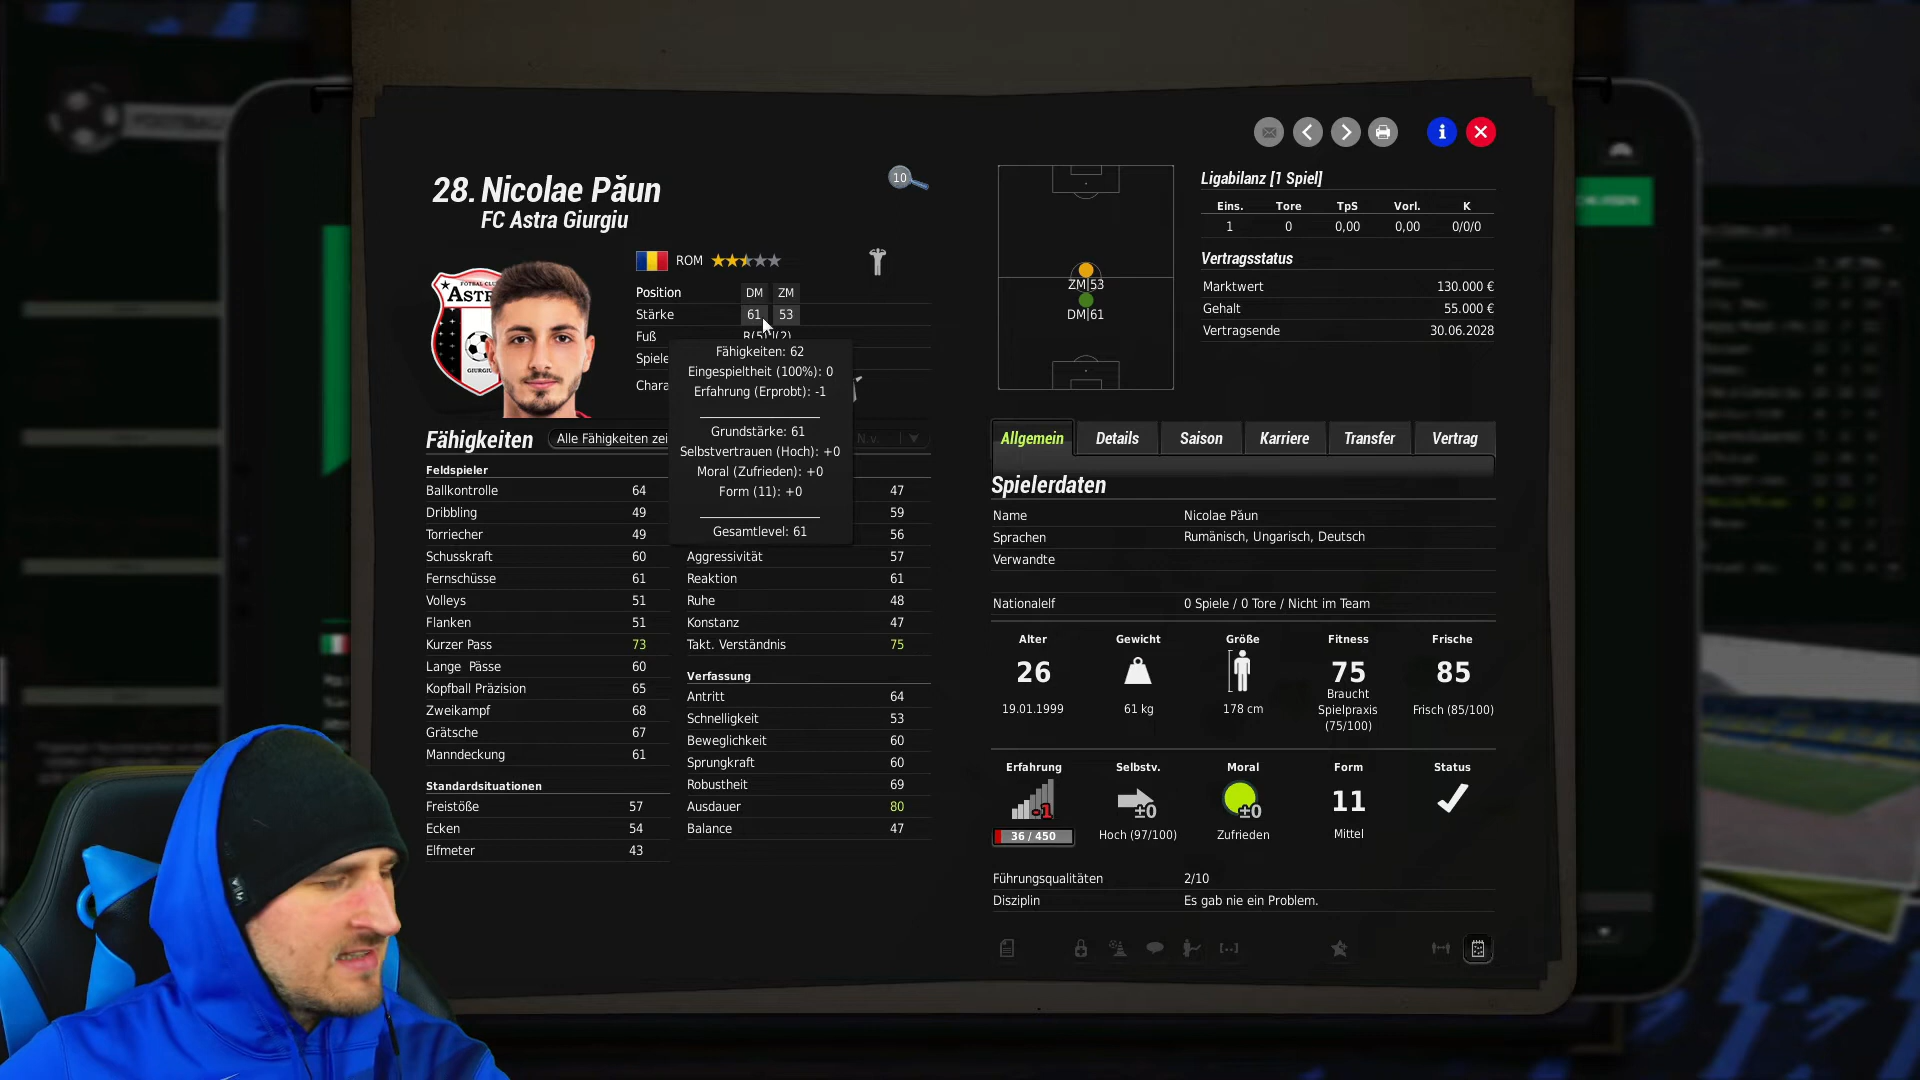 28. Nicolae Păun
FC Astra Giurgiu
10
FOTBAL CLUB
ASTRA
GIURGIU
ROM
Position DM ZM
Stärke 61 53
Fuß R(5) (2)
Spiele
Chara
Fähigkeiten: 62
Eingespieltheit (100%): 0
Erfahrung (Erprobt): -1
Grundstärke: 61
Selbstvertrauen (Hoch): +0
Moral (Zufrieden): +0
Form (11): +0
Gesamtlevel: 61
Fähigkeiten
Alle Fähigkeiten zei
N.v.
Feldspieler
Ballkontrolle 64
Dribbling 49
Torriecher 49
Schusskraft 60
Fernschüsse 61
Volleys 51
Flanken 51
Kurzer Pass 73
Lange Pässe 60
Kopfball Präzision 65
Zweikampf 68
Grätsche 67
Manndeckung 61
Standardsituationen
Freistöße 57
Ecken 54
Elfmeter 43
47
59
56
Aggressivität 57
Reaktion 61
Ruhe 48
Konstanz 47
Takt. Verständnis 75
Verfassung
Antritt 64
Schnelligkeit 53
Beweglichkeit 60
Sprungkraft 60
Robustheit 69
Ausdauer 80
Balance 47
ZM|53
DM|61
Ligabilanz [1 Spiel]
Eins. Tore TpS Vorl. K
1 0 0,00 0,00 0/0/0
Vertragsstatus
Marktwert 130.000 €
Gehalt 55.000 €
Vertragsende 30.06.2028
Allgemein Details Saison Karriere Transfer Vertrag
Spielerdaten
Name Nicolae Păun
Sprachen Rumänisch, Ungarisch, Deutsch
Verwandte
Nationalelf 0 Spiele / 0 Tore / Nicht im Team
Alter Gewicht Größe Fitness Frische
26 75 85
19.01.1999 61 kg 178 cm Braucht Spielpraxis (75/100) Frisch (85/100)
Erfahrung Selbstv. Moral Form Status
-1 ±0 ±0 11
36 / 450 Hoch (97/100) Zufrieden Mittel
Führungsqualitäten 2/10
Disziplin Es gab nie ein Problem.